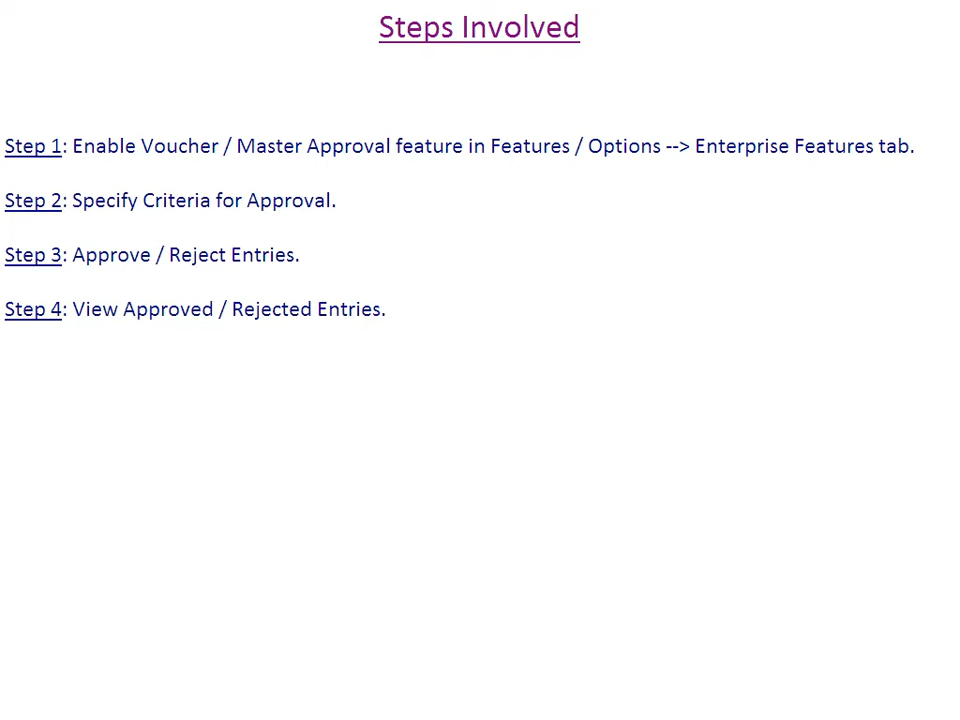 Steps Involved
Step 1: Enable Voucher / Master Approval feature in Features / Options --> Enterprise Features tab.
Step 2: Specify Criteria for Approval.
Step 3: Approve / Reject Entries.
Step 4: View Approved / Rejected Entries.